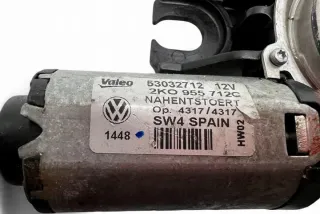 Valeo 53032712 12V
2K0 955 712C
NAHENTSTOERT
Op. 4317/4317
SW4 SPAIN
1448
HW02